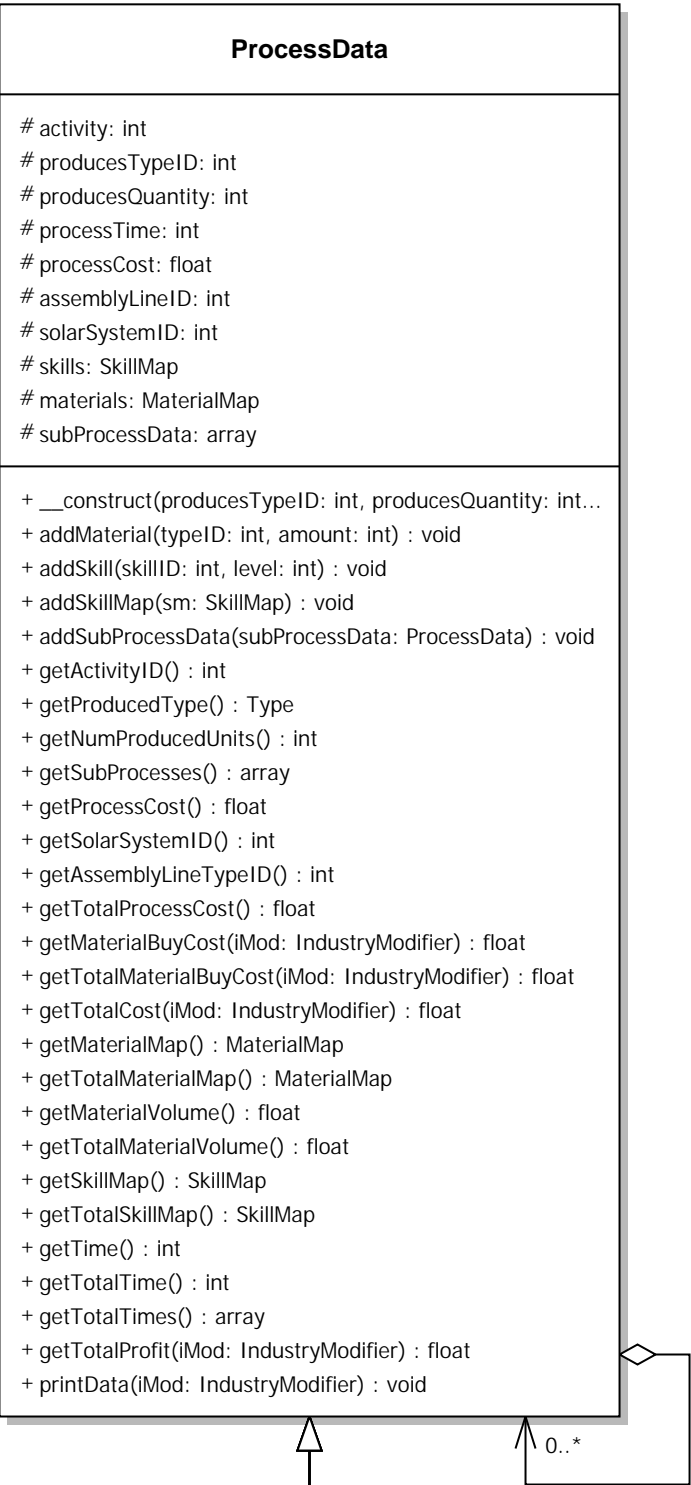 ProcessData
# activity: int
# producesTypeID: int
# producesQuantity: int
# processTime: int
# processCost: float
# assemblyLineID: int
# solarSystemID: int
# skills: SkillMap
# materials: MaterialMap
# subProcessData: array
+ __construct(producesTypeID: int, producesQuantity: int...
+ addMaterial(typeID: int, amount: int) : void
+ addSkill(skillID: int, level: int) : void
+ addSkillMap(sm: SkillMap) : void
+ addSubProcessData(subProcessData: ProcessData) : void
+ getActivityID() : int
+ getProducedType() : Type
+ getNumProducedUnits() : int
+ getSubProcesses() : array
+ getProcessCost() : float
+ getSolarSystemID() : int
+ getAssemblyLineTypeID() : int
+ getTotalProcessCost() : float
+ getMaterialBuyCost(iMod: IndustryModifier) : float
+ getTotalMaterialBuyCost(iMod: IndustryModifier) : float
+ getTotalCost(iMod: IndustryModifier) : float
+ getMaterialMap() : MaterialMap
+ getTotalMaterialMap() : MaterialMap
+ getMaterialVolume() : float
+ getTotalMaterialVolume() : float
+ getSkillMap() : SkillMap
+ getTotalSkillMap() : SkillMap
+ getTime() : int
+ getTotalTime() : int
+ getTotalTimes() : array
+ getTotalProfit(iMod: IndustryModifier) : float
+ printData(iMod: IndustryModifier) : void
0..*